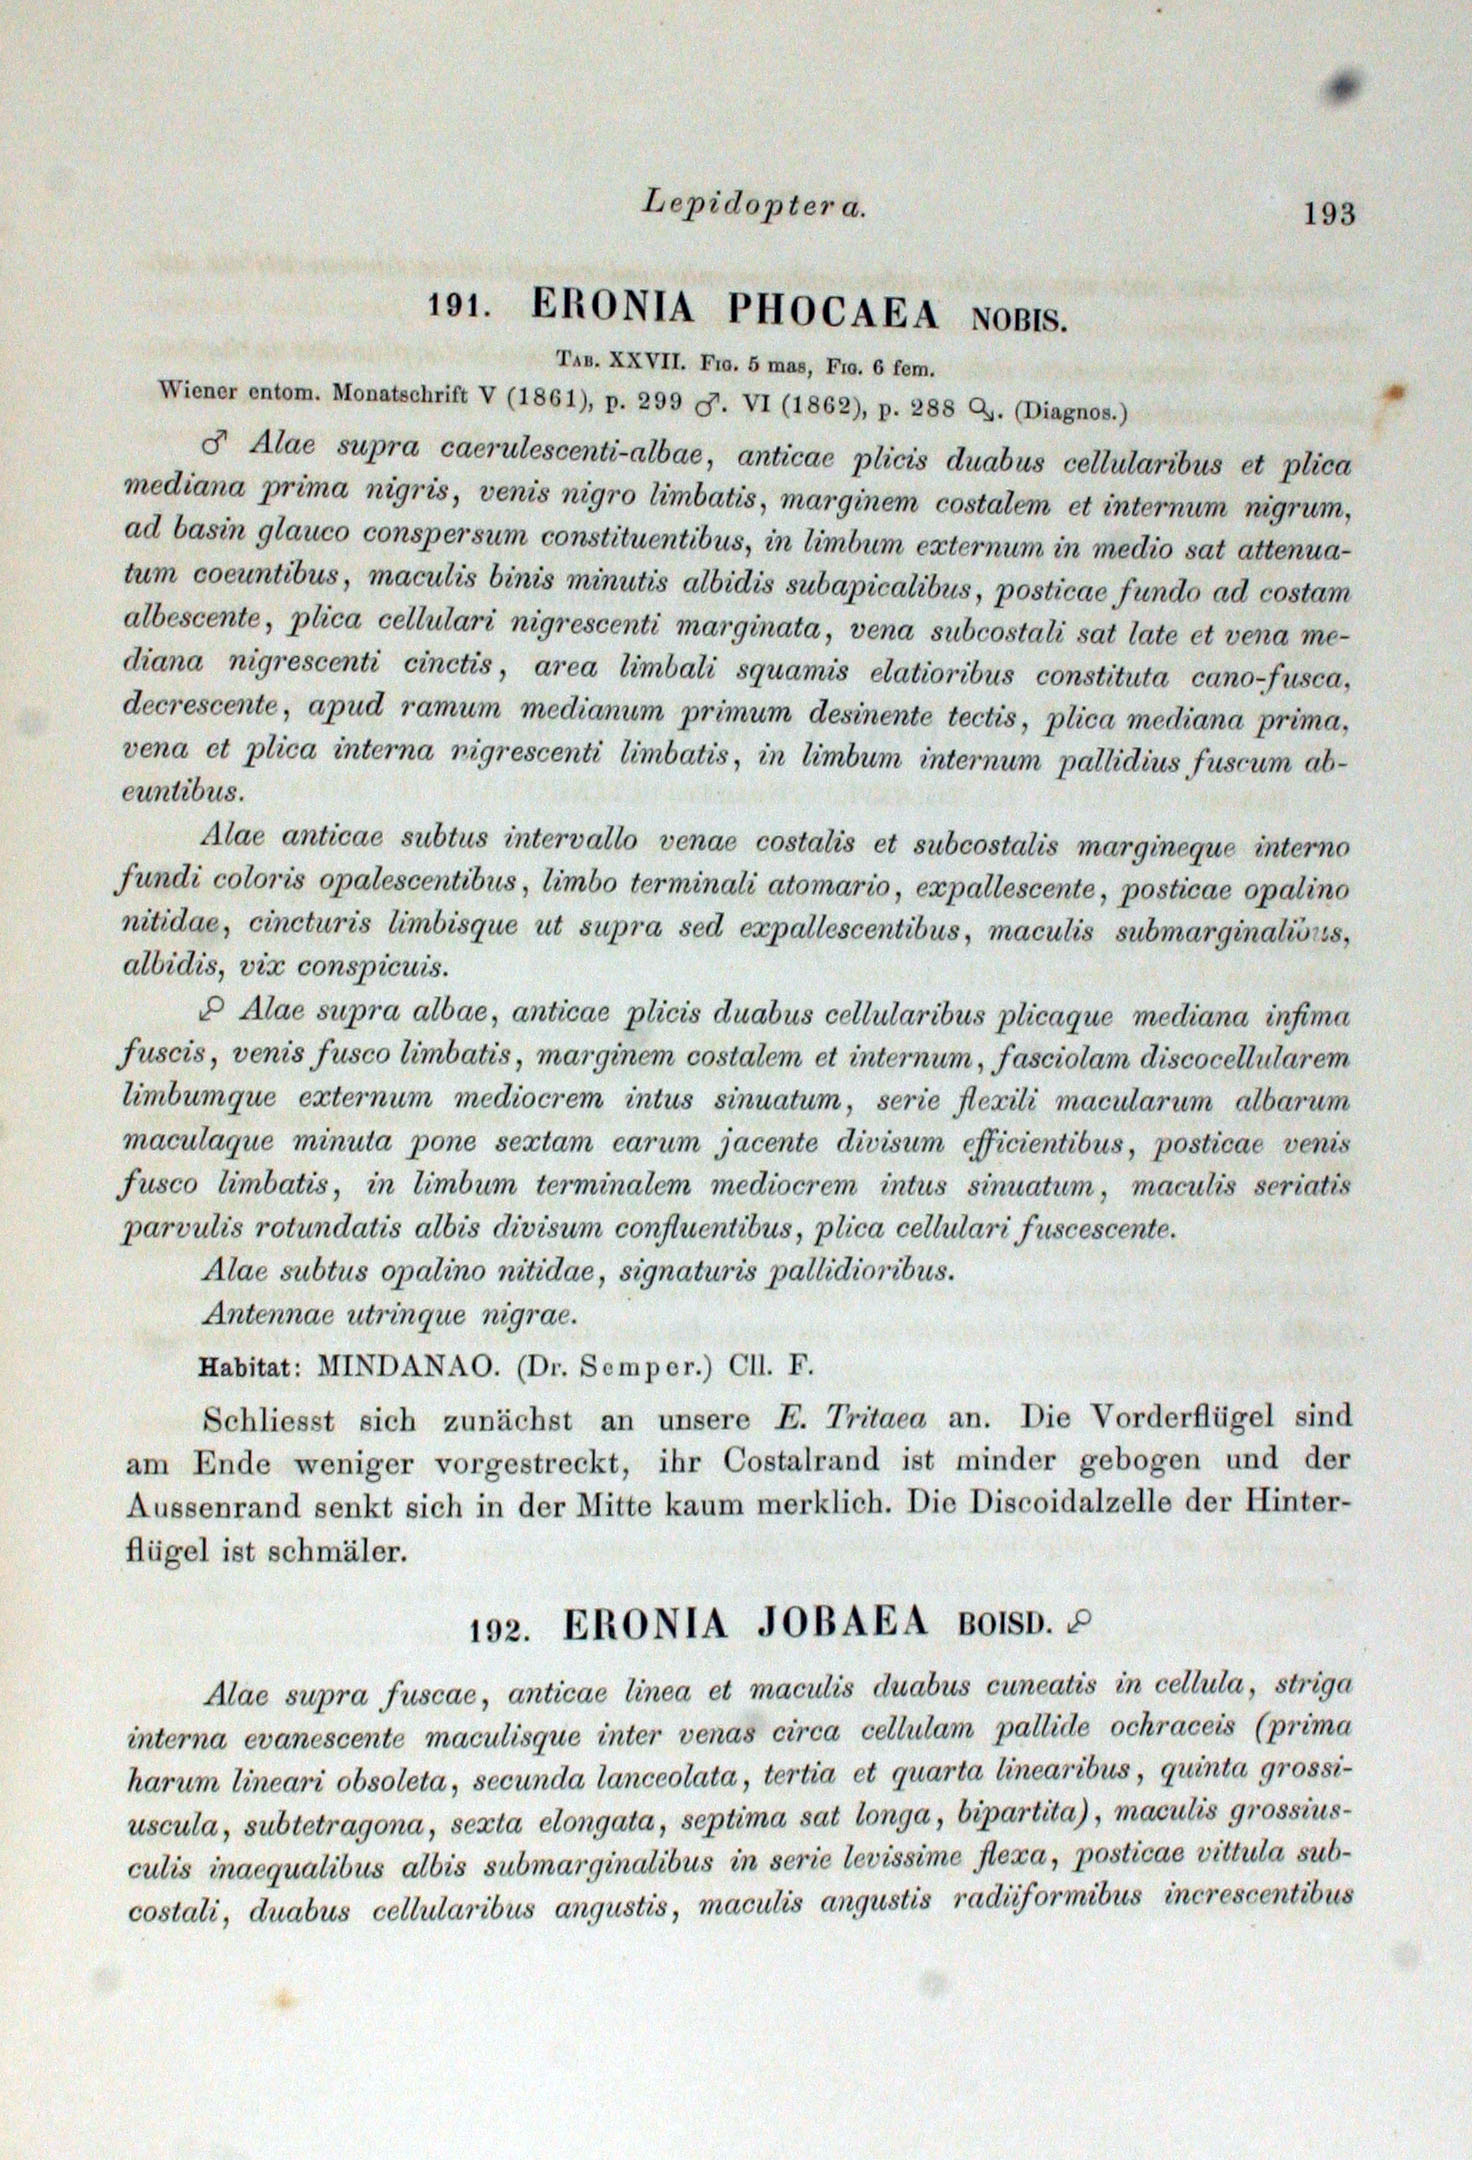 Lepidoptera.
193
191. ERONIA PHOCAEA NOBIS.
TAB. XXVII. FIG. 5 mas, FIG. 6 fem.
Wiener entom. Monatschrift V (1861), p. 299 ♂. VI (1862), p. 288 ♀. (Diagnos.)
♂ Alae supra caerulescenti-albae, anticae plicis duabus cellularibus et plica
mediana prima nigris, venis nigro limbatis, marginem costalem et internum nigrum,
ad basin glauco conspersum constituentibus, in limbum externum in medio sat attenua-
tum coeuntibus, maculis binis minutis albidis subapicalibus, posticae fundo ad costam
albescente, plica cellulari nigrescenti marginata, vena subcostali sat late et vena me-
diana nigrescenti cinctis, area limbali squamis elatioribus constituta cano-fusca,
decrescente, apud ramum medianum primum desinente tectis, plica mediana prima,
vena et plica interna nigrescenti limbatis, in limbum internum pallidius fuscum ab-
euntibus.
Alae anticae subtus intervallo venae costalis et subcostalis margineque interno
fundi coloris opalescentibus, limbo terminali atomario, expallescente, posticae opalino
nitidae, cincturis limbisque ut supra sed expallescentibus, maculis submarginalibus,
albidis, vix conspicuis.
♀ Alae supra albae, anticae plicis duabus cellularibus plicaque mediana infima
fuscis, venis fusco limbatis, marginem costalem et internum, fasciolam discocellularem
limbumque externum mediocrem intus sinuatum, serie flexili macularum albarum
maculaque minuta pone sextam earum jacente divisum efficientibus, posticae venis
fusco limbatis, in limbum terminalem mediocrem intus sinuatum, maculis seriatis
parvulis rotundatis albis divisum confluentibus, plica cellulari fuscescente.
Alae subtus opalino nitidae, signaturis pallidioribus.
Antennae utrinque nigrae.
Habitat: MINDANAO. (Dr. Semper.) Cll. F.
Schliesst sich zunächst an unsere E. Tritaea an. Die Vorderflügel sind
am Ende weniger vorgestreckt, ihr Costalrand ist minder gebogen und der
Aussenrand senkt sich in der Mitte kaum merklich. Die Discoidalzelle der Hinter-
flügel ist schmäler.
192. ERONIA JOBAEA BOISD. ♀
Alae supra fuscae, anticae linea et maculis duabus cuneatis in cellula, striga
interna evanescente maculisque inter venas circa cellulam pallide ochraceis (prima
harum lineari obsoleta, secunda lanceolata, tertia et quarta linearibus, quinta grossi-
uscula, subtetragona, sexta elongata, septima sat longa, bipartita), maculis grossius-
culis inaequalibus albis submarginalibus in serie levissime flexa, posticae vittula sub-
costali, duabus cellularibus angustis, maculis angustis radiiformibus increscentibus